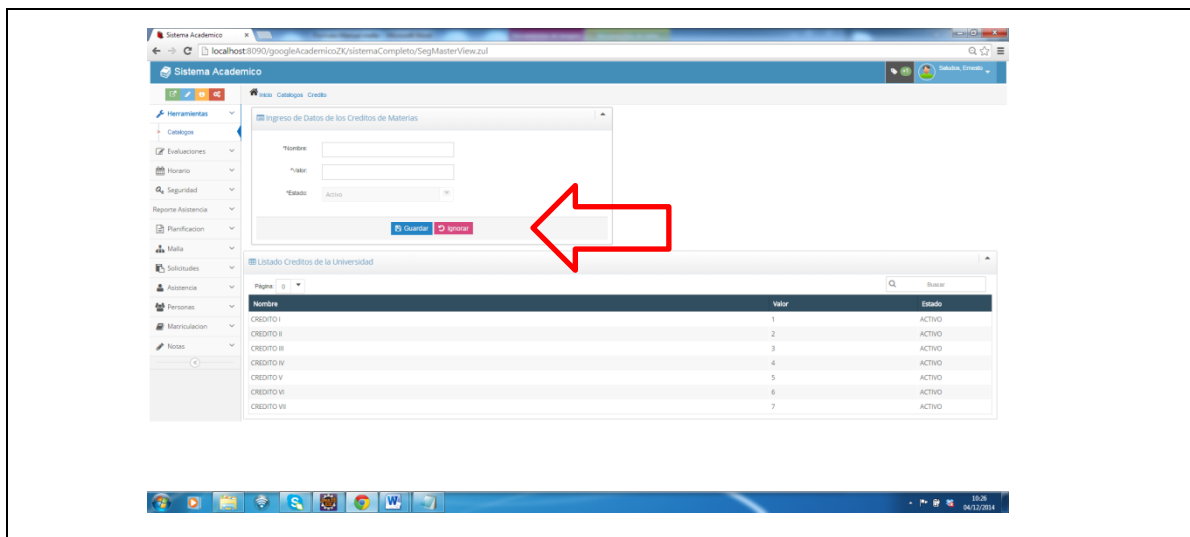 Sistema Academico
localhost:8090/googleAcademicoZK/sistemaCompleto/SegMasterView.zul
Sistema Academico
Saludos, Ernesto
Inicio Catalogos Credito
Herramientas
Catalogos
Evaluaciones
Horario
Seguridad
Reporte Asistencia
Planificacion
Malla
Solicitudes
Asistencia
Personas
Matriculacion
Notas
Ingreso de Datos de los Creditos de Materias
*Nombre:
*Valor:
*Estado: Activo
Guardar Ignorar
Listado Creditos de la Universidad
Página: 0 Buscar
Nombre Valor Estado
CREDITO I 1 ACTIVO
CREDITO II 2 ACTIVO
CREDITO III 3 ACTIVO
CREDITO IV 4 ACTIVO
CREDITO V 5 ACTIVO
CREDITO VI 6 ACTIVO
CREDITO VII 7 ACTIVO
10:26
04/12/2014